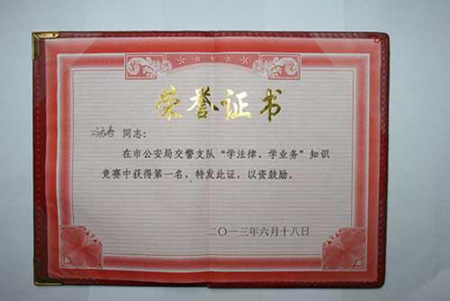 荣誉证书
同志:
在市公安局交警支队“学法律、学业务”知识
竞赛中获得第一名，特发此证，以资鼓励。
二〇一三年六月十八日